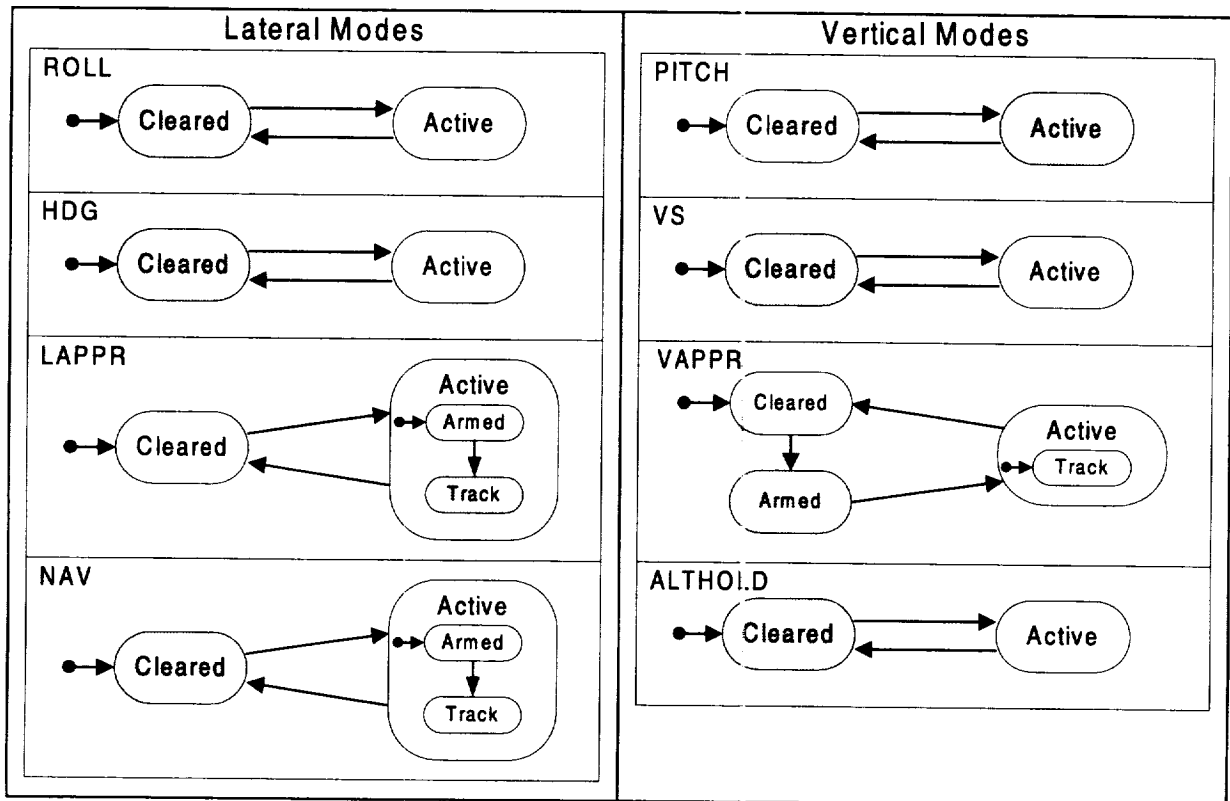 Lateral Modes
ROLL
Cleared
Active
HDG
Cleared
Active
LAPPR
Cleared
Active
Armed
Track
NAV
Cleared
Active
Armed
Track
Vertical Modes
PITCH
Cleared
Active
VS
Cleared
Active
VAPPR
Cleared
Armed
Active
Track
ALTHOLD
Cleared
Active